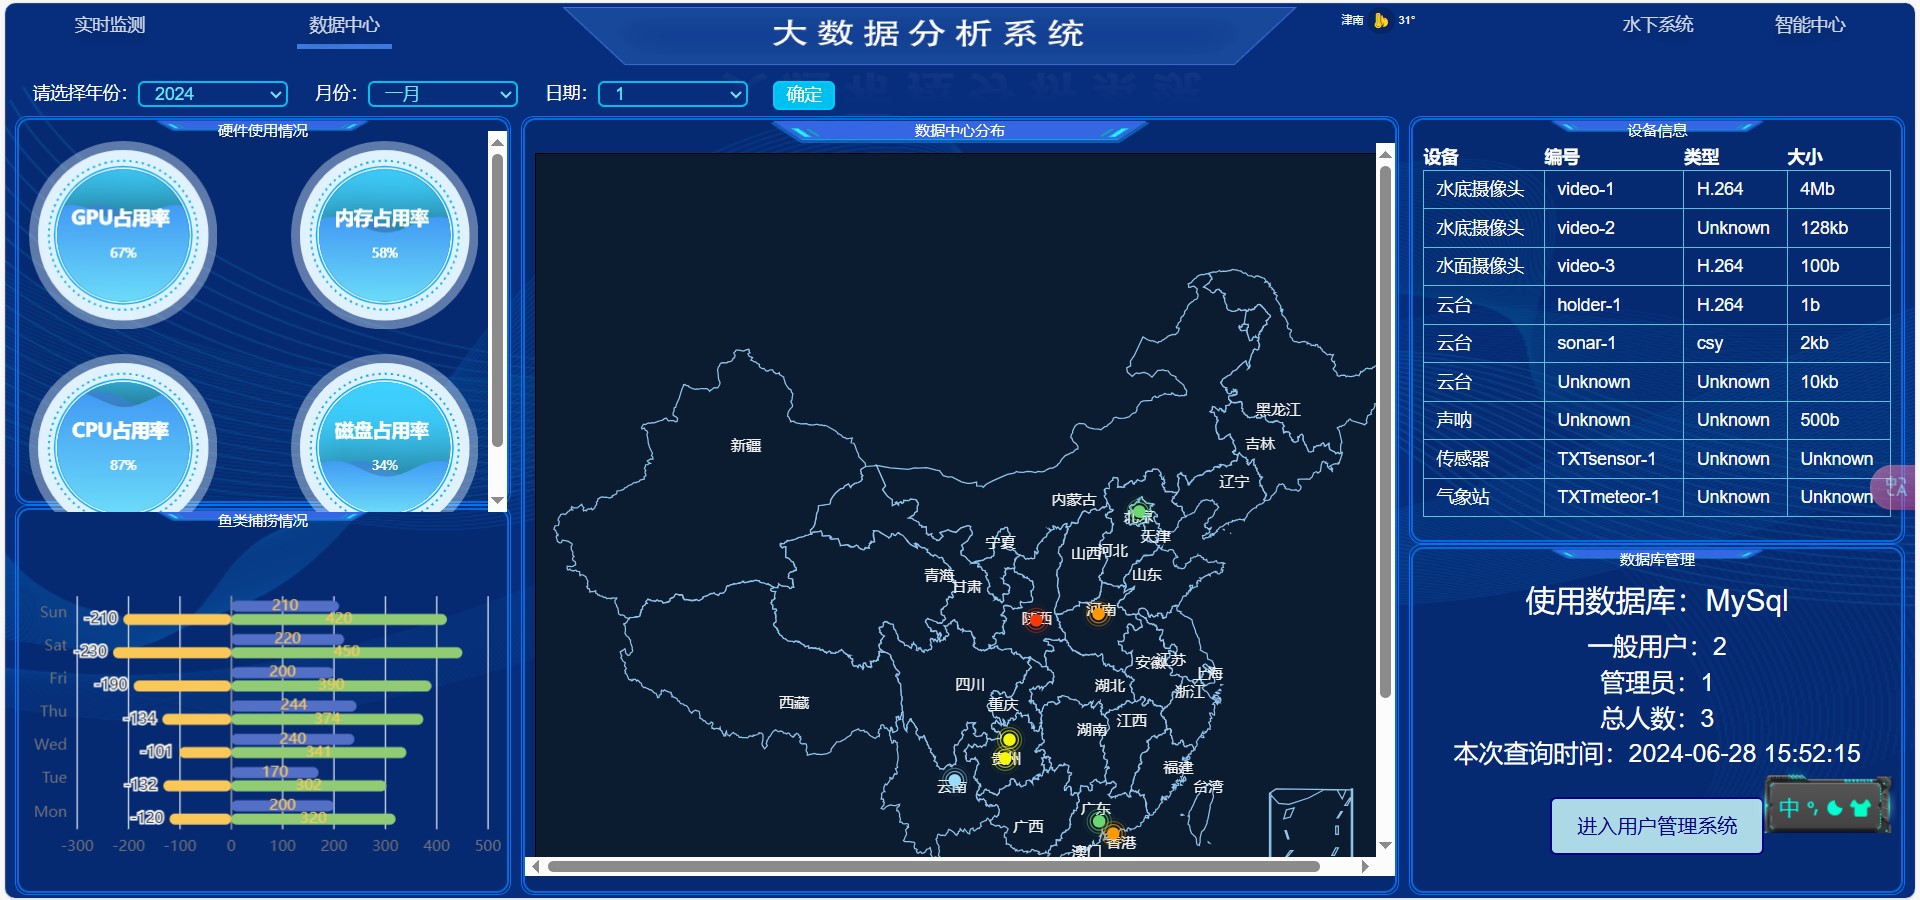 实时监测
数据中心
大数据分析系统
津南 31°
水下系统
智能中心
请选择年份： 2024 月份： 一月 日期： 1 确定
硬件使用情况
GPU占用率
67%
内存占用率
58%
CPU占用率
87%
磁盘占用率
34%
鱼类捕捞情况
Sun -210 210 420
Sat -230 220 450
Fri -190 200 390
Thu -134 244 374
Wed -101 240 341
Tue -132 170 302
Mon -120 200 320
-300 -200 -100 0 100 200 300 400 500
数据中心分布
黑龙江
新疆
吉林
辽宁
内蒙古
北京
天津
宁夏
山西
河北
青海
甘肃
山东
陕西
河南
安徽
江苏
上海
四川
湖北
浙江
西藏
重庆
江西
湖南
贵州
福建
云南
台湾
广东
广西
香港
澳门
设备信息
设备 编号 类型 大小
水底摄像头 video-1 H.264 4Mb
水底摄像头 video-2 Unknown 128kb
水面摄像头 video-3 H.264 100b
云台 holder-1 H.264 1b
云台 sonar-1 csy 2kb
云台 Unknown Unknown 10kb
声呐 Unknown Unknown 500b
传感器 TXTsensor-1 Unknown Unknown
气象站 TXTmeteor-1 Unknown Unknown
数据库管理
使用数据库：MySql
一般用户：2
管理员：1
总人数：3
本次查询时间：2024-06-28 15:52:15
进入用户管理系统
中 °,